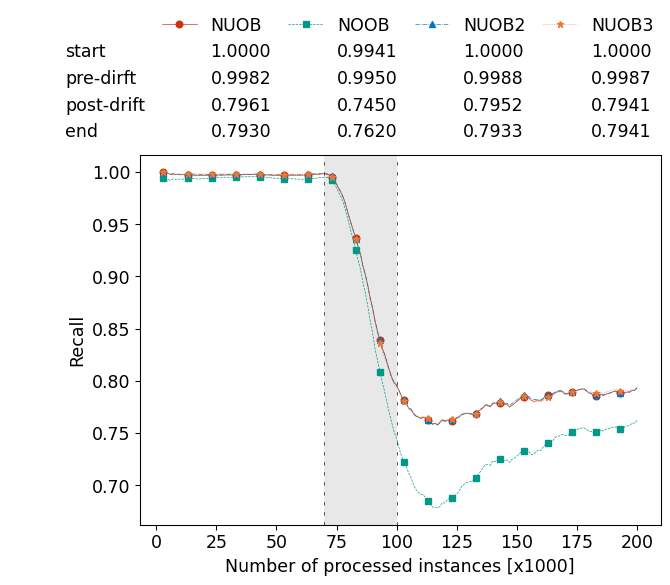 NUOB NOOB NUOB2 NUOB3
start 1.0000 0.9941 1.0000 1.0000
pre-dirft 0.9982 0.9950 0.9988 0.9987
post-drift 0.7961 0.7450 0.7952 0.7941
end 0.7930 0.7620 0.7933 0.7941
1.00
0.95
0.90
0.85
0.80
0.75
0.70
Recall
0 25 50 75 100 125 150 175 200
Number of processed instances [x1000]